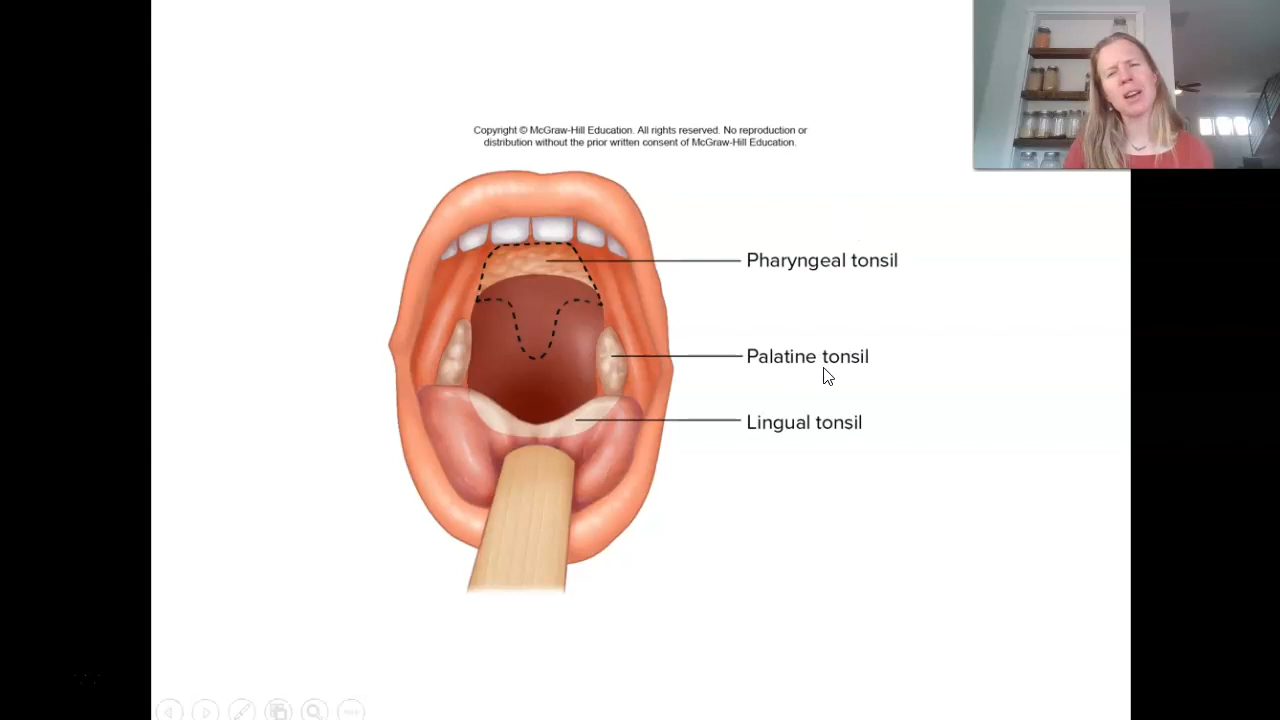 Copyright © McGraw-Hill Education. All rights reserved. No reproduction or
distribution without the prior written consent of McGraw-Hill Education.
Pharyngeal tonsil
Palatine tonsil
Lingual tonsil